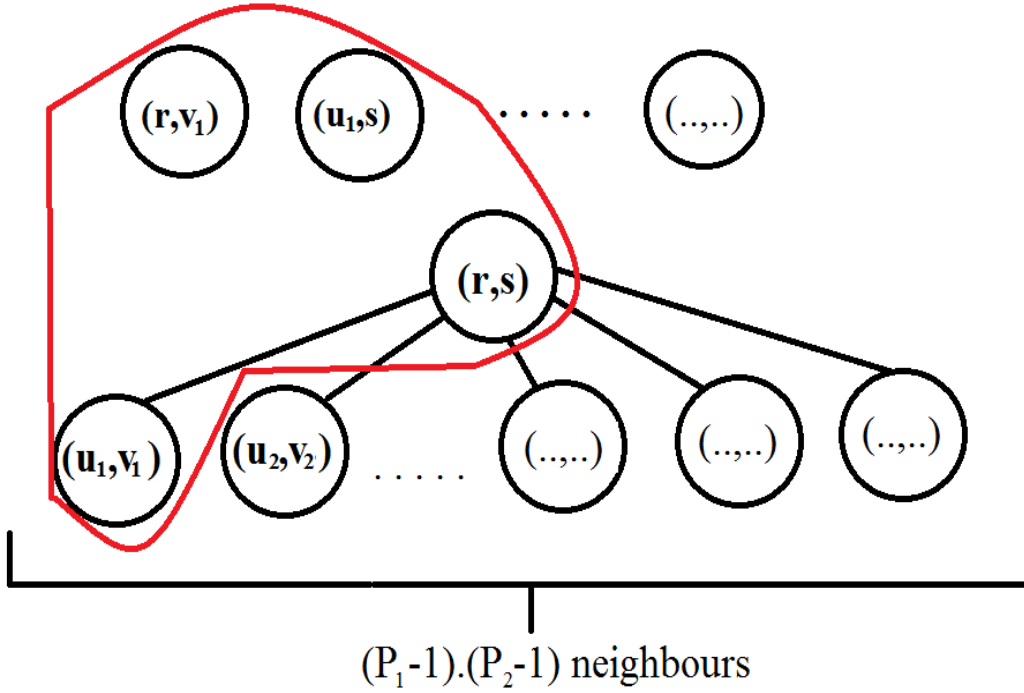 (r,v₁) (u₁,s) ..... (..,..)
(r,s)
(u₁,v₁) (u₂,v₂) ..... (..,..) (..,..) (..,..)
(P₁-1).(P₂-1) neighbours